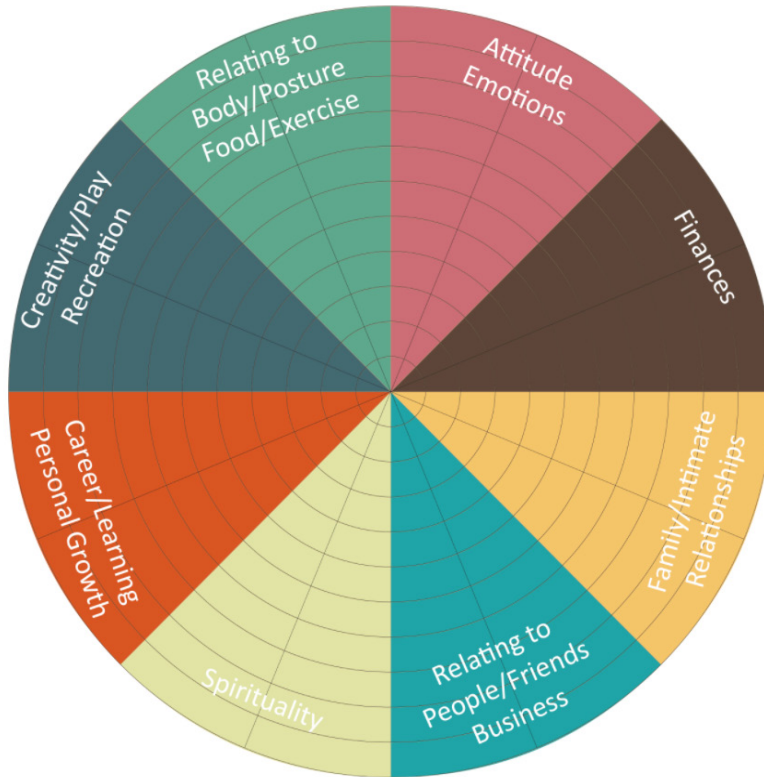 Attitude
Emotions
Finances
Family/Intimate
Relationships
Relating to
People/Friends
Business
Spirituality
Career/Learning
Personal Growth
Creativity/Play
Recreation
Relating to
Body/Posture
Food/Exercise